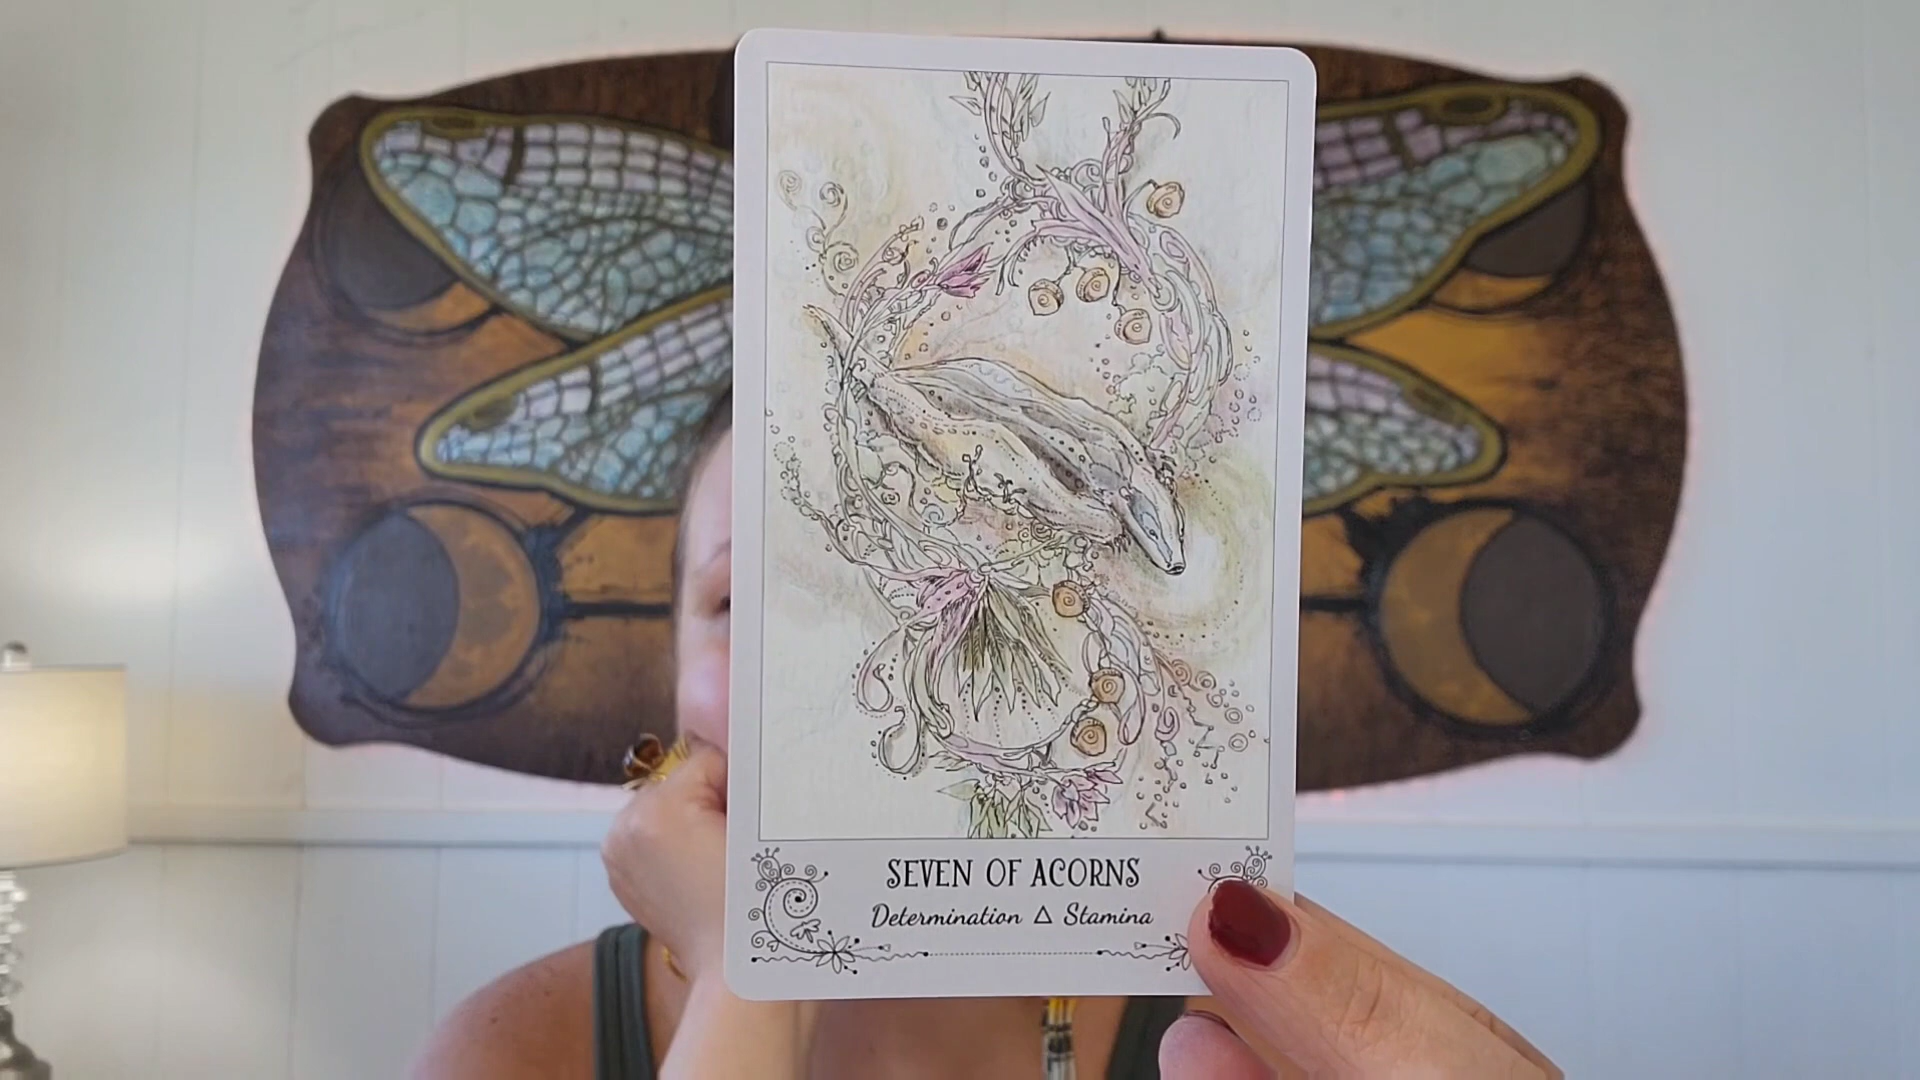 SEVEN OF ACORNS
Determination △ Stamina